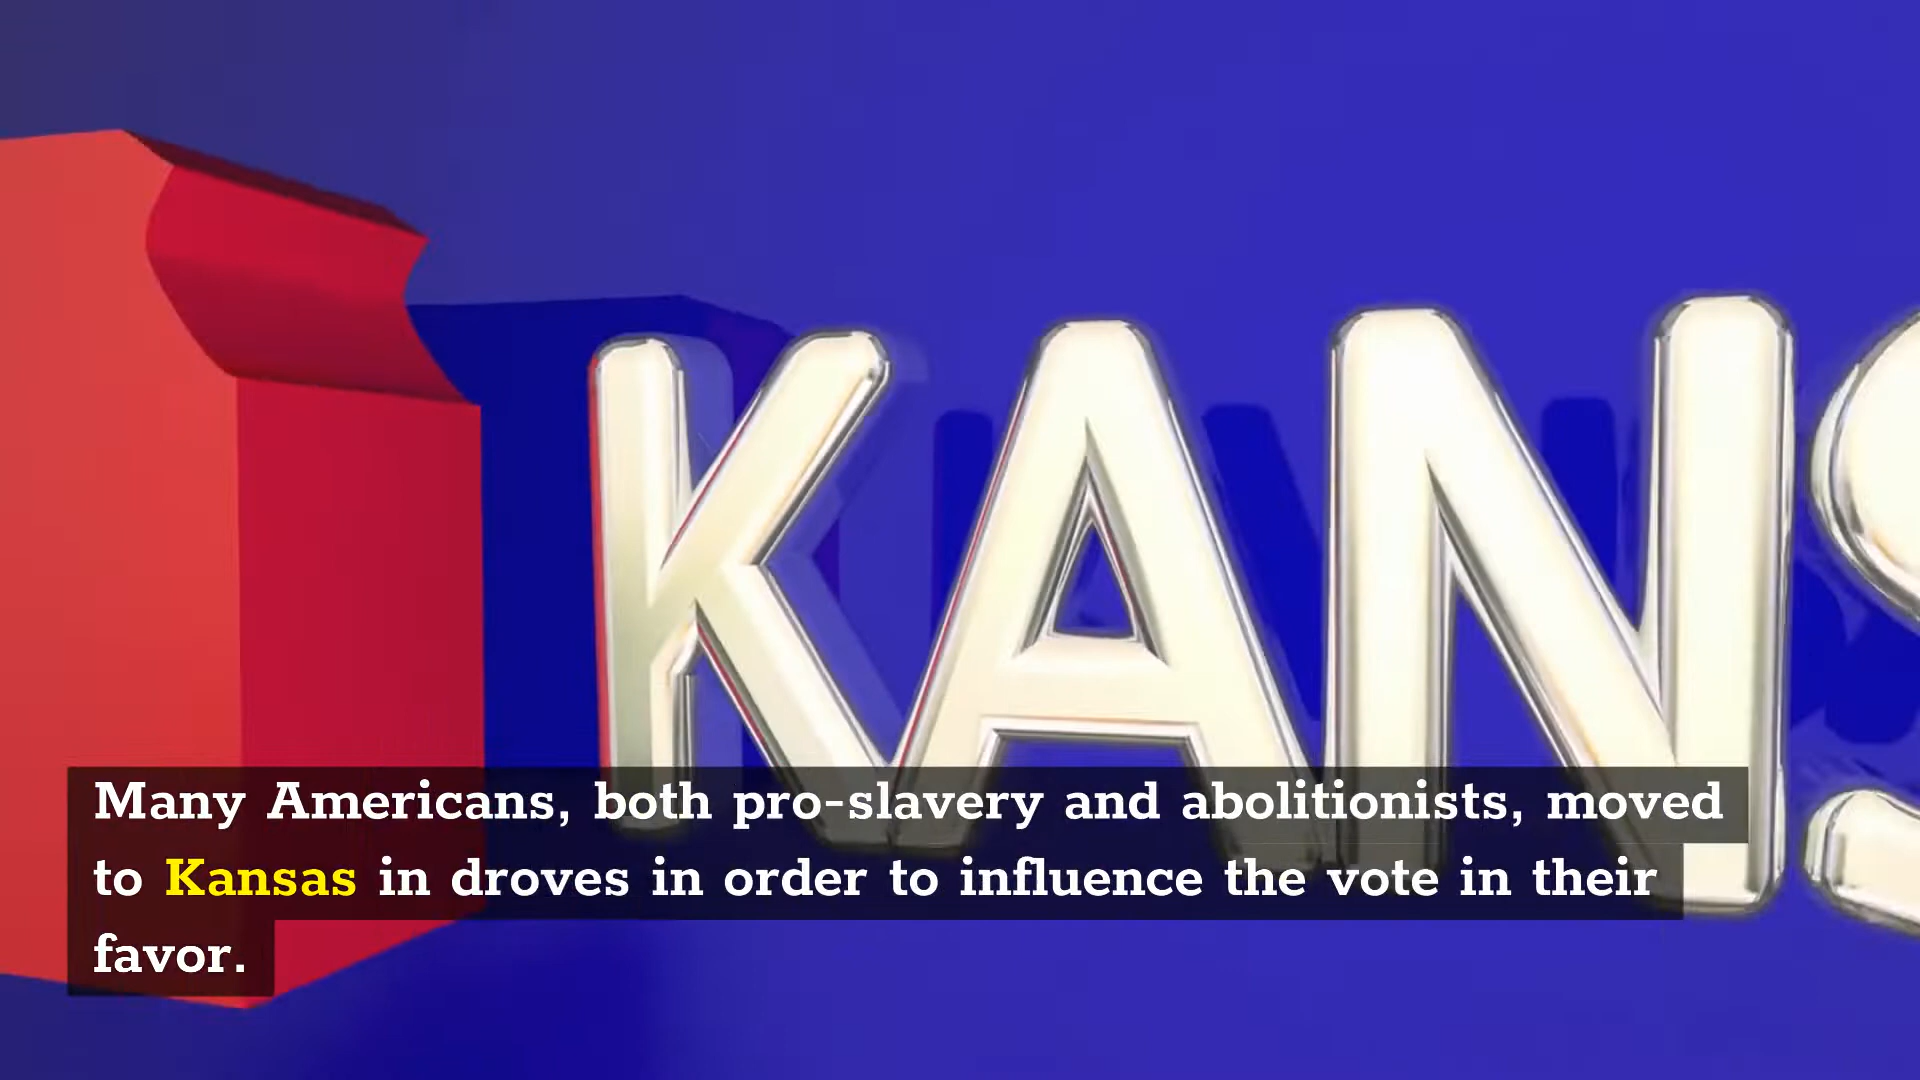 KANS
Many Americans, both pro-slavery and abolitionists, moved
to Kansas in droves in order to influence the vote in their
favor.